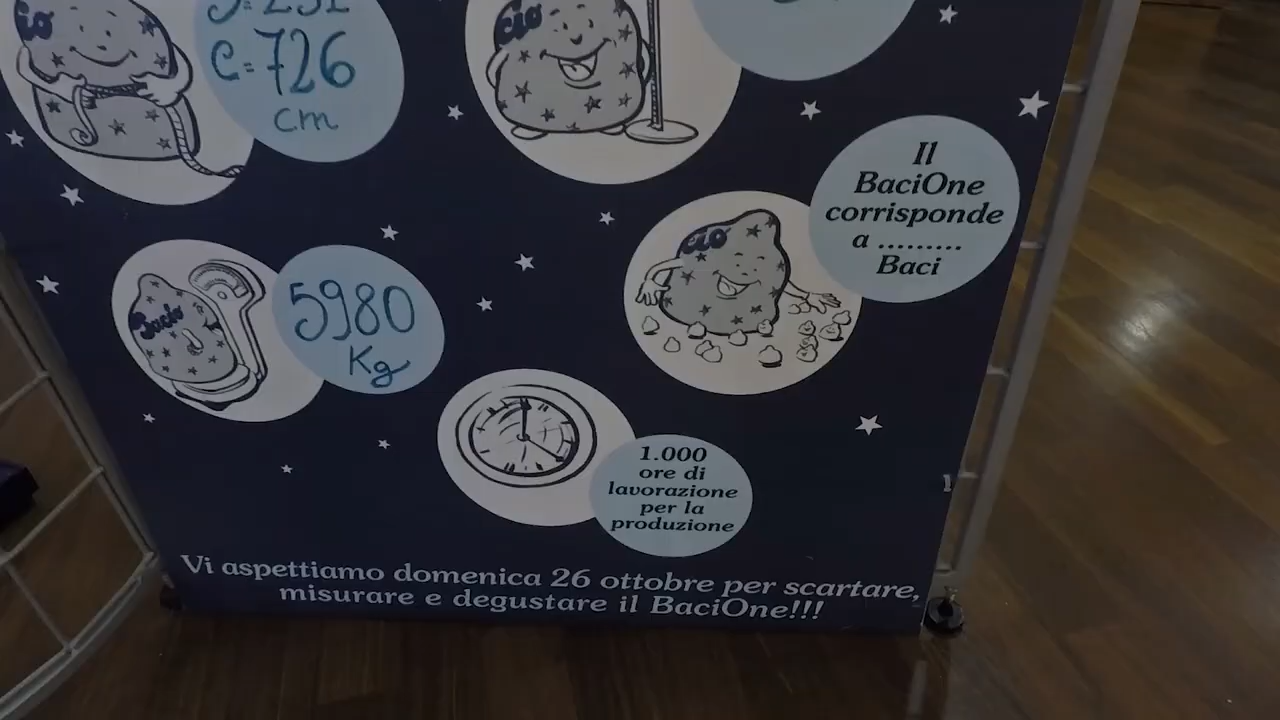 C=726
cm
Il
BaciOne
corrisponde
a .........
Baci
5980
Kg
1.000
ore di
lavorazione
per la
produzione
Vi aspettiamo domenica 26 ottobre per scartare,
misurare e degustare il BaciOne!!!